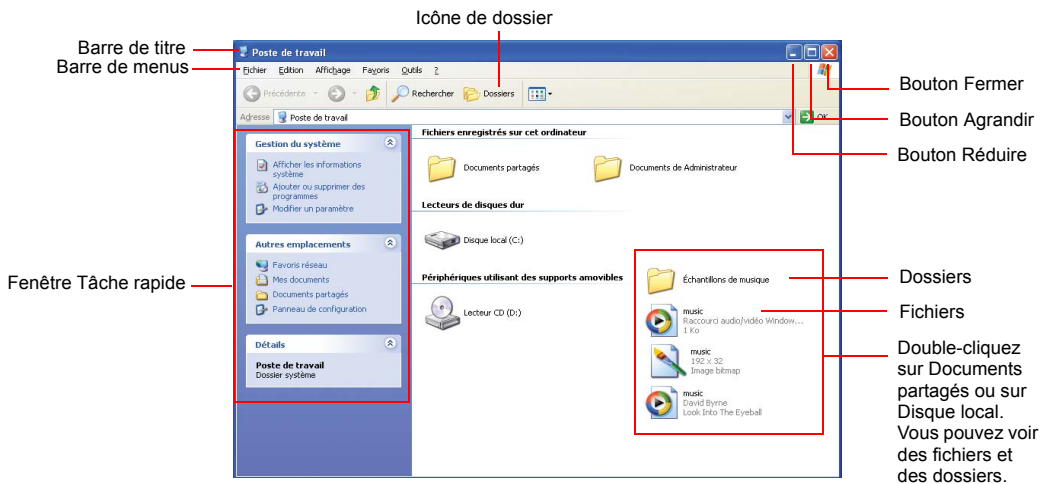 Icône de dossier
Barre de titre
Barre de menus
Poste de travail
Fichier Edition Affichage Favoris Outils ?
Précédente Rechercher Dossiers
Adresse Poste de travail OK
Bouton Fermer
Bouton Agrandir
Bouton Réduire
Fenêtre Tâche rapide
Gestion du système
Afficher les informations
système
Ajouter ou supprimer des
programmes
Modifier un paramètre
Autres emplacements
Favoris réseau
Mes documents
Documents partagés
Panneau de configuration
Détails
Poste de travail
Dossier système
Fichiers enregistrés sur cet ordinateur
Documents partagés
Documents de Administrateur
Lecteurs de disques dur
Disque local (C:)
Périphériques utilisant des supports amovibles
Lecteur CD (D:)
Échantillons de musique
music
Raccourci audio/vidéo Window...
1 Ko
music
192 x 32
Image bitmap
music
David Byrne
Look Into The Eyeball
Dossiers
Fichiers
Double-cliquez
sur Documents
partagés ou sur
Disque local.
Vous pouvez voir
des fichiers et
des dossiers.